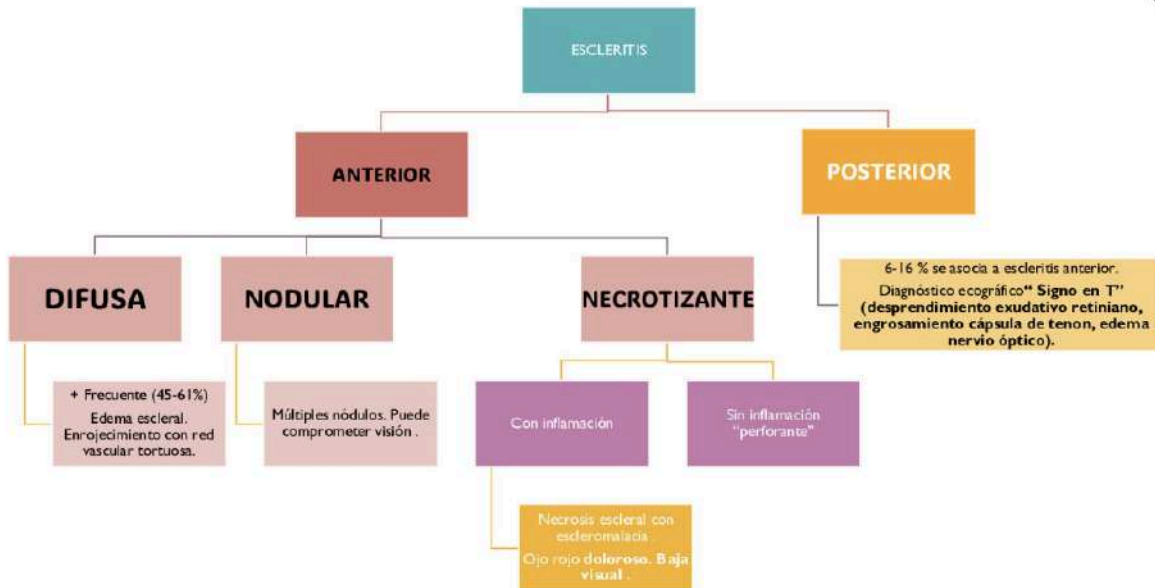 ESCLERITIS
ANTERIOR
POSTERIOR
DIFUSA
NODULAR
NECROTIZANTE
6-16 % se asocia a escleritis anterior.
Diagnóstico ecográfico“ Signo en T”
(desprendimiento exudativo retiniano,
engrosamiento cápsula de tenon, edema
nervio óptico).
+ Frecuente (45-61%)
Edema escleral.
Enrojecimiento con red
vascular tortuosa.
Múltiples nódulos. Puede
comprometer visión .
Con inflamación
Sin inflamación
“perforante”
Necrosis escleral con
escleromalacia
Ojo rojo doloroso. Baja
visual .